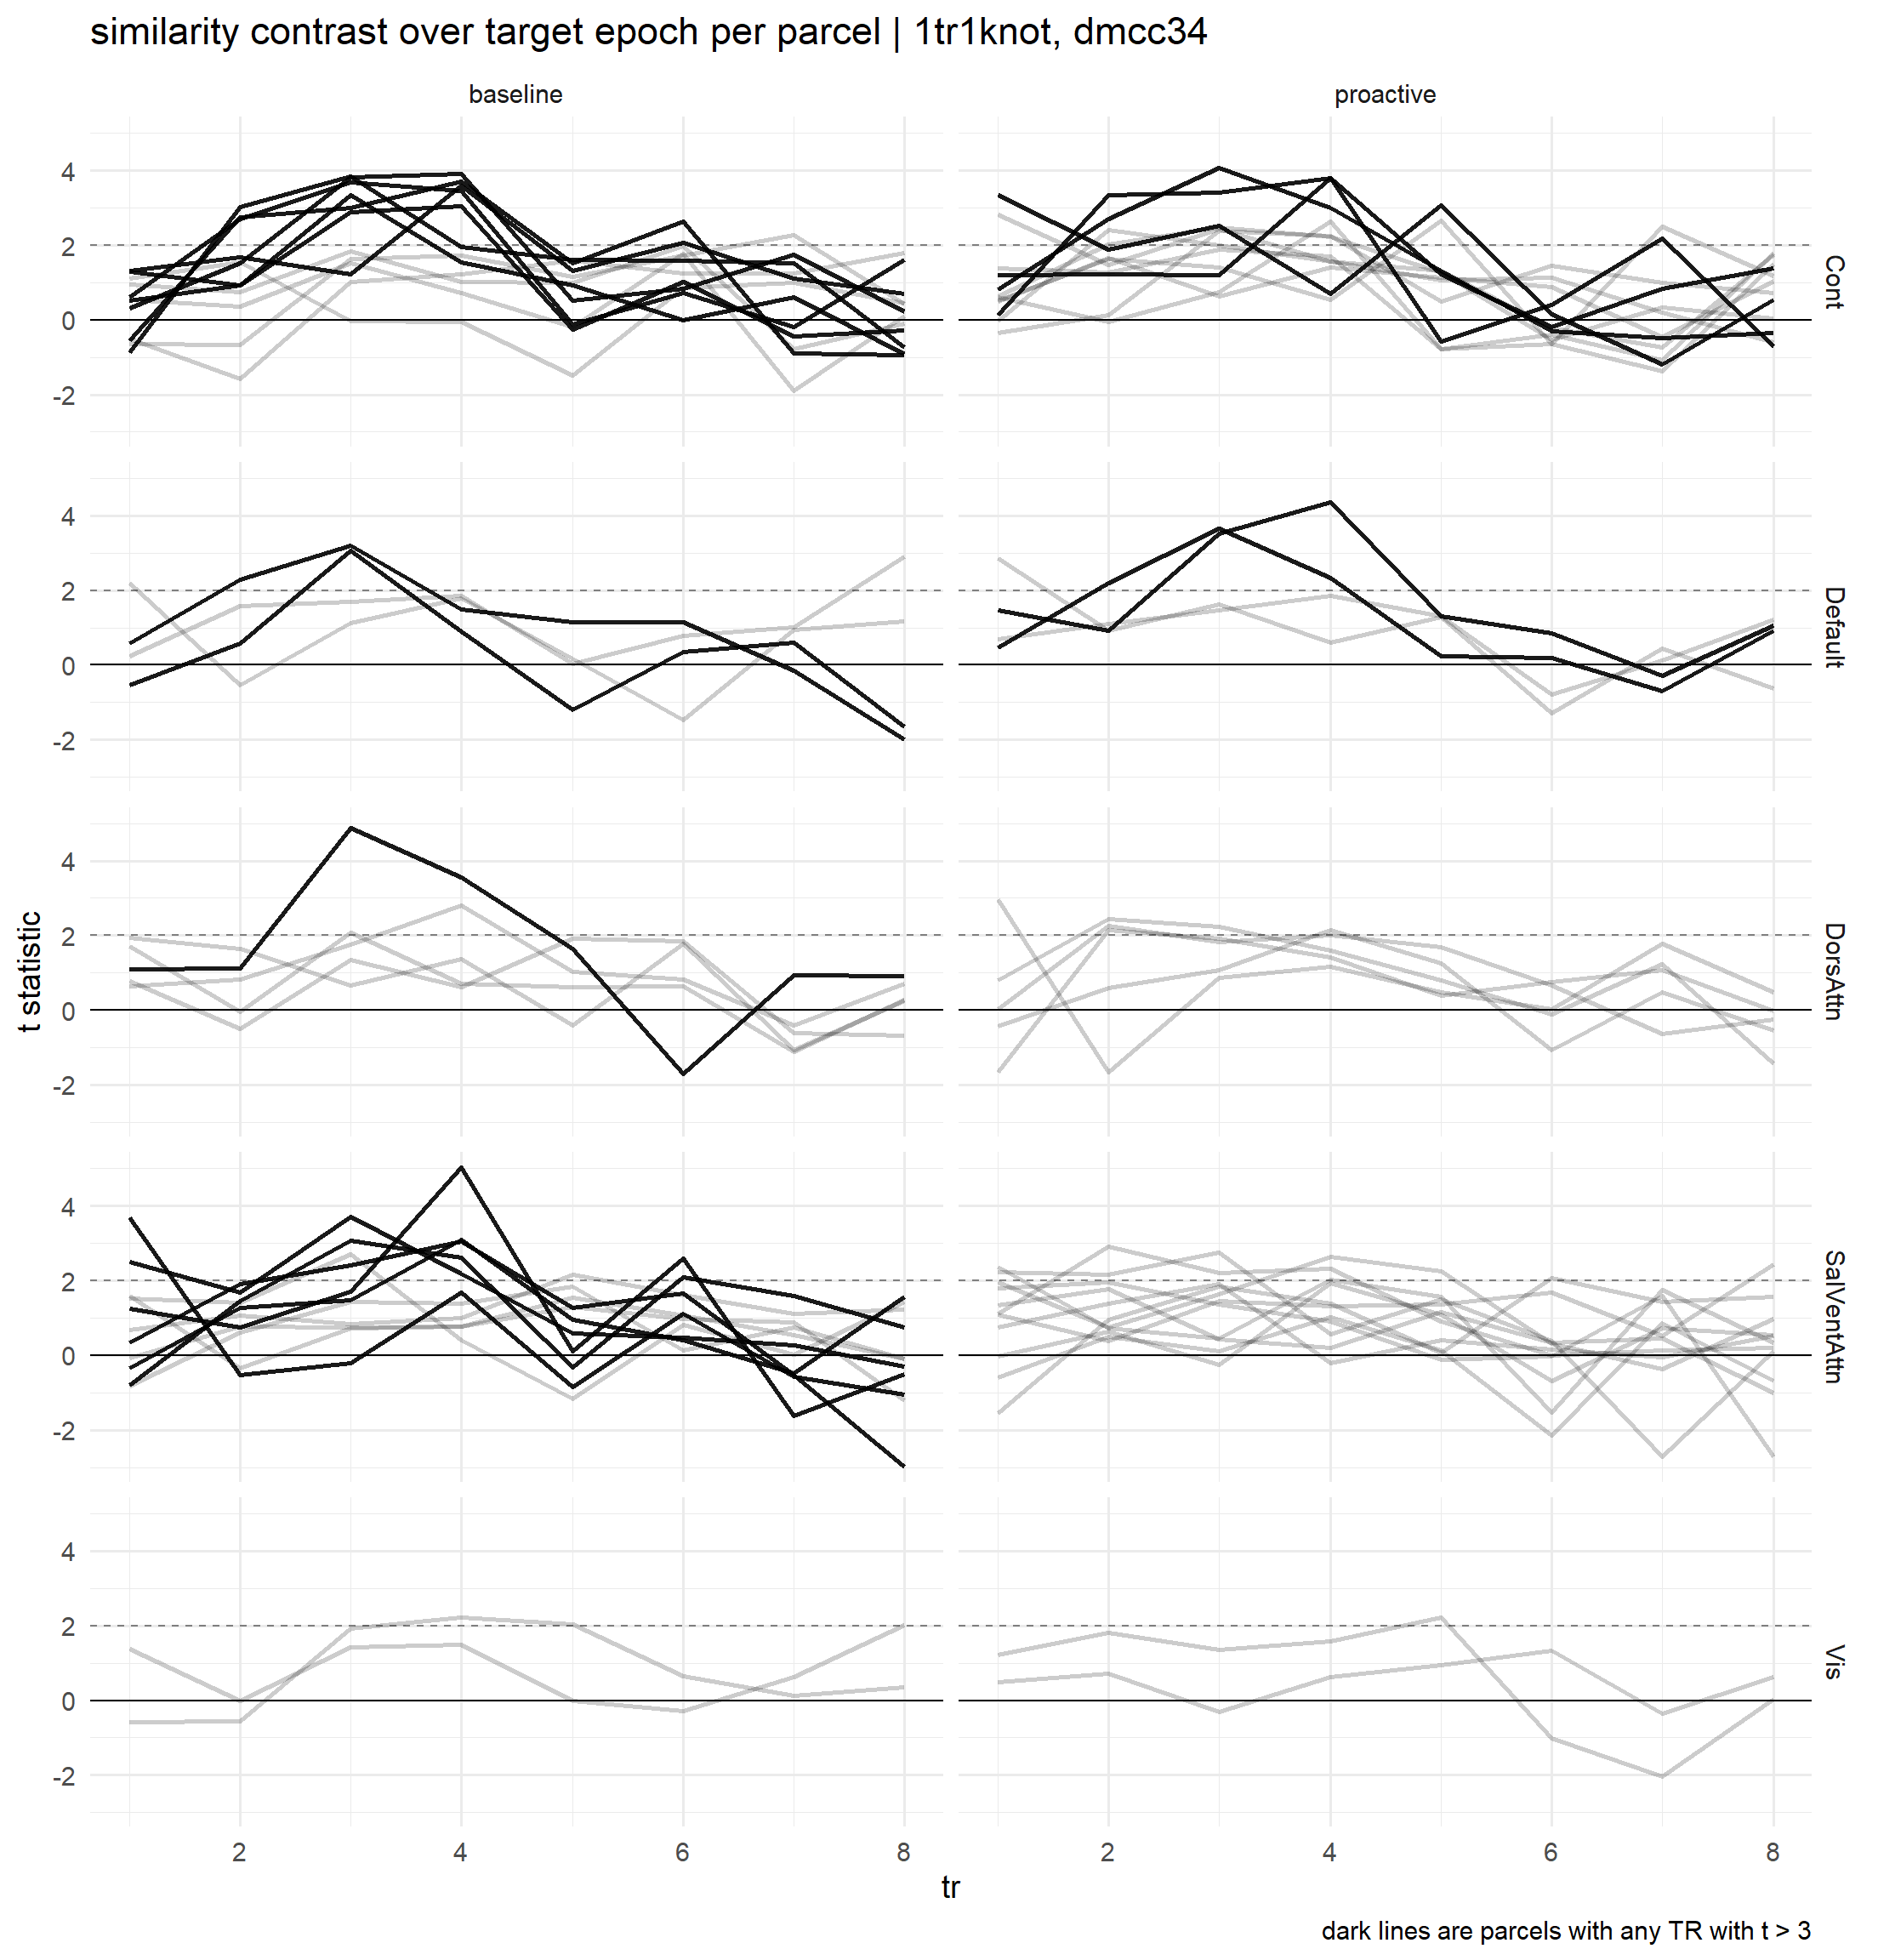 similarity contrast over target epoch per parcel | 1tr1knot, dmcc34
baseline
proactive
4
2
0
-2
Cont
4
2
0
-2
Default
t statistic
4
2
0
-2
DorsAttn
4
2
0
-2
SalVentAttn
4
2
0
-2
Vis
2
4
6
8
2
4
6
8
tr
dark lines are parcels with any TR with t > 3